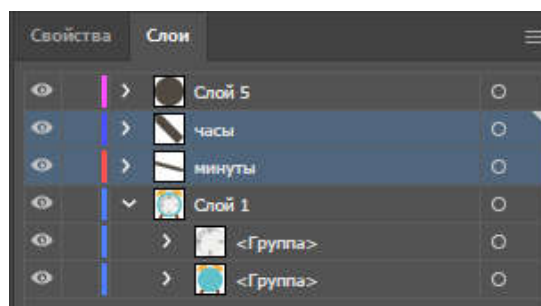 Свойства Слои
Слой 5
часы
минуты
Слой 1
<Группа>
<Группа>